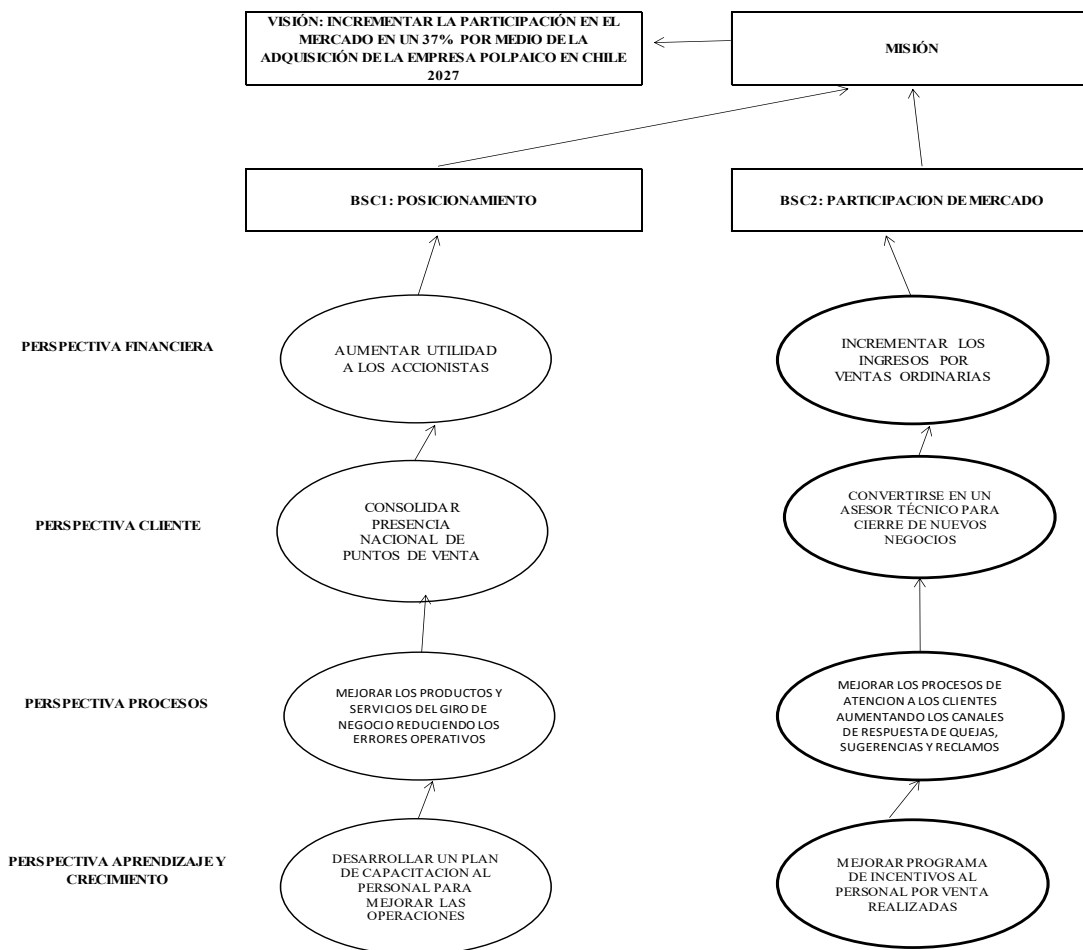 VISIÓN: INCREMENTAR LA PARTICIPACIÓN EN EL
MERCADO EN UN 37% POR MEDIO DE LA
ADQUISICIÓN DE LA EMPRESA POLPAICO EN CHILE
2027
MISIÓN
BSC1: POSICIONAMIENTO
BSC2: PARTICIPACION DE MERCADO
PERSPECTIVA FINANCIERA
AUMENTAR UTILIDAD
A LOS ACCIONISTAS
INCREMENTAR LOS
INGRESOS POR
VENTAS ORDINARIAS
PERSPECTIVA CLIENTE
CONSOLIDAR
PRESENCIA
NACIONAL DE
PUNTOS DE VENTA
CONVERTIRSE EN UN
ASESOR TÉCNICO PARA
CIERRE DE NUEVOS
NEGOCIOS
PERSPECTIVA PROCESOS
MEJORAR LOS PRODUCTOS Y
SERVICIOS DEL GIRO DE
NEGOCIO REDUCIENDO LOS
ERRORES OPERATIVOS
MEJORAR LOS PROCESOS DE
ATENCION A LOS CLIENTES
AUMENTANDO LOS CANALES
DE RESPUESTA DE QUEJAS,
SUGERENCIAS Y RECLAMOS
PERSPECTIVA APRENDIZAJE Y
CRECIMIENTO
DESARROLLAR UN PLAN
DE CAPACITACION AL
PERSONAL PARA
MEJORAR LAS
OPERACIONES
MEJORAR PROGRAMA
DE INCENTIVOS AL
PERSONAL POR VENTA
REALIZADAS